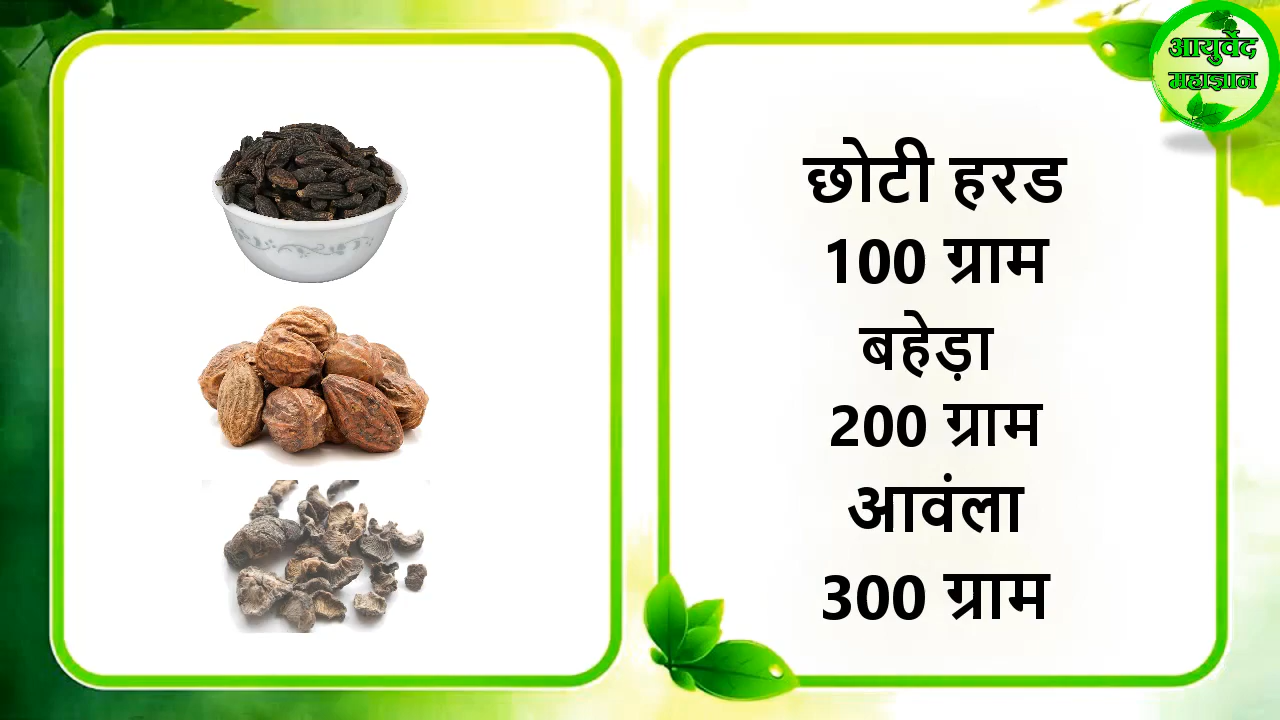 आयुर्वेद
महाज्ञान
छोटी हरड
100 ग्राम
बहेड़ा
200 ग्राम
आवंला
300 ग्राम